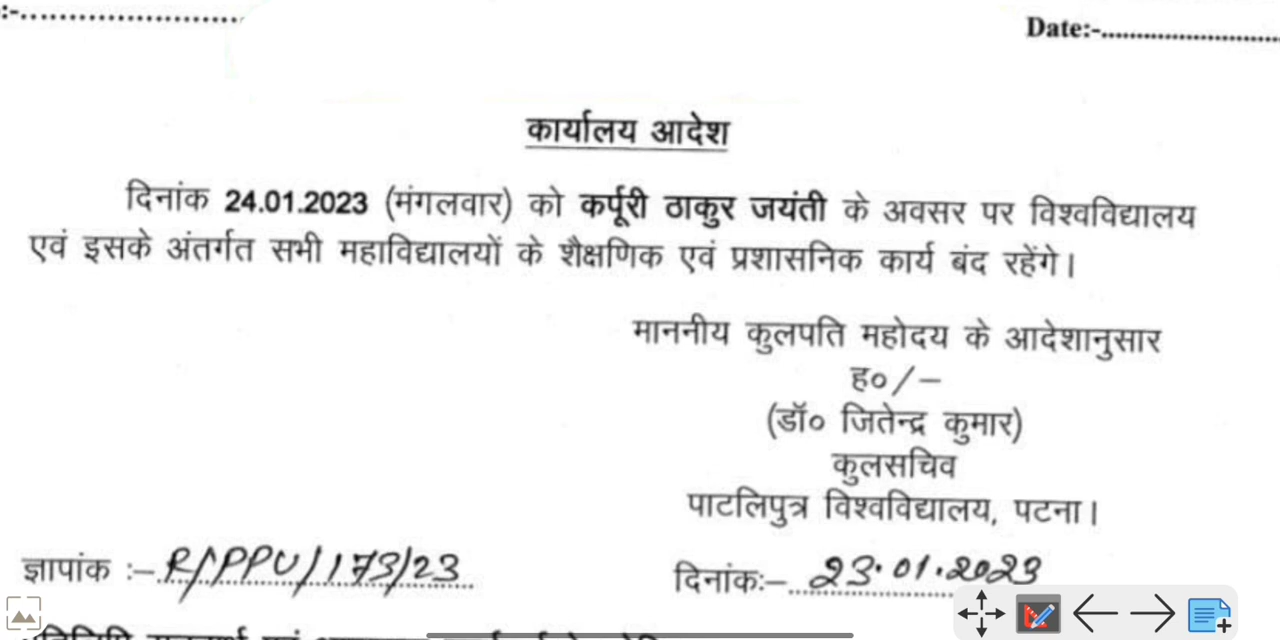 :-................................
Date:-........................
कार्यालय आदेश
दिनांक 24.01.2023 (मंगलवार) को कर्पूरी ठाकुर जयंती के अवसर पर विश्वविद्यालय
एवं इसके अंतर्गत सभी महाविद्यालयों के शैक्षणिक एवं प्रशासनिक कार्य बंद रहेंगे।
माननीय कुलपति महोदय के आदेशानुसार
ह०/–
(डॉ० जितेन्द्र कुमार)
कुलसचिव
पाटलिपुत्र विश्वविद्यालय, पटना।
ज्ञापांक :– R/PPU/173/23
दिनांकः– 23.01.2023